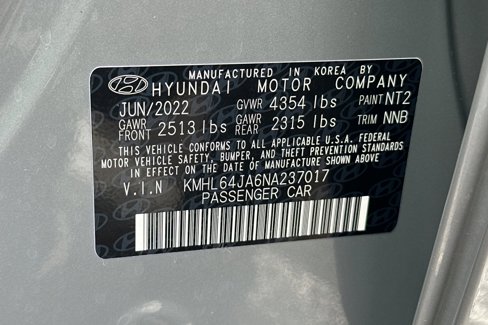 MANUFACTURED IN KOREA BY
HYUNDAI MOTOR COMPANY
JUN/2022 GVWR 4354 lbs PAINT NT2
GAWR FRONT 2513 lbs GAWR REAR 2315 lbs TRIM NNB
THIS VEHICLE CONFORMS TO ALL APPLICABLE U.S.A. FEDERAL
MOTOR VEHICLE SAFETY, BUMPER, AND THEFT PREVENTION STANDARDS
IN EFFECT ON THE DATE OF MANUFACTURE SHOWN ABOVE
V.I.N KMHL64JA6NA237017
PASSENGER CAR